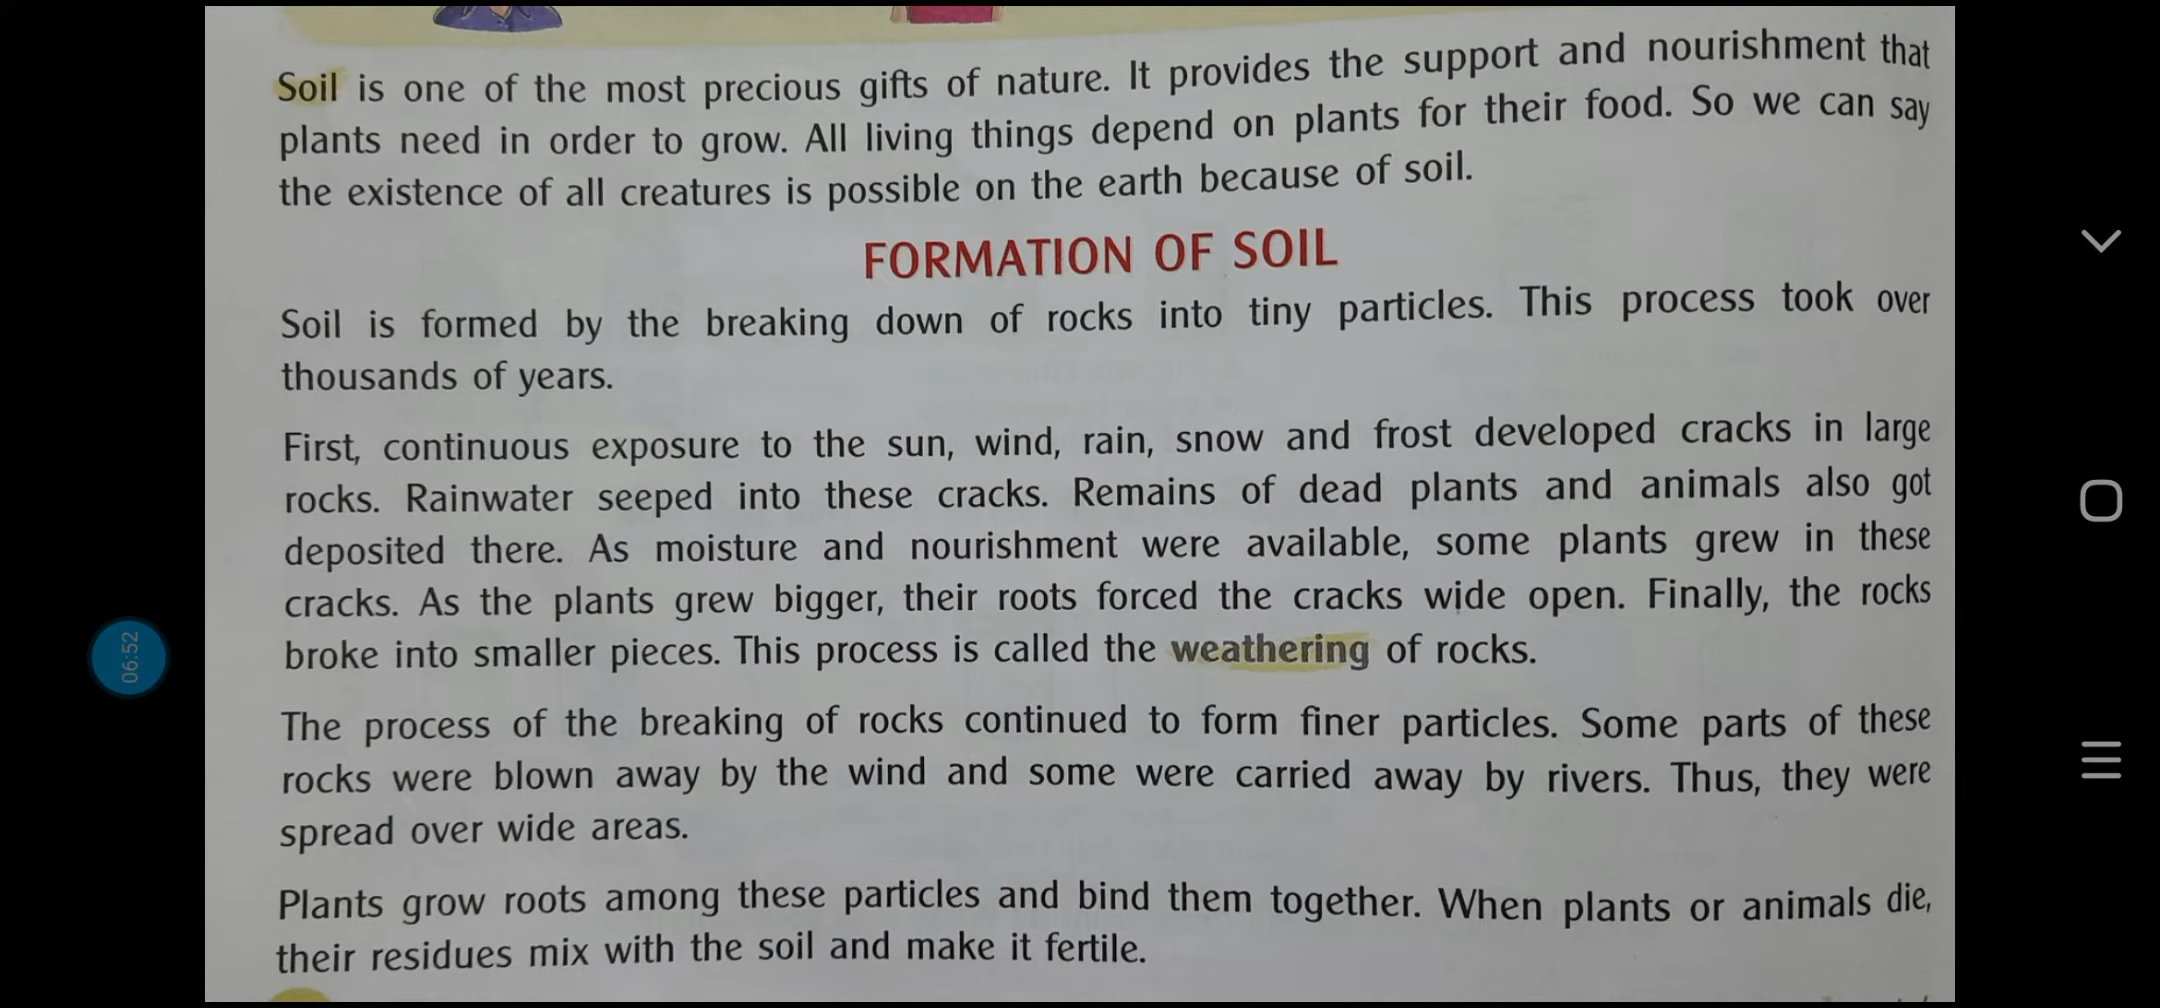 Soil is one of the most precious gifts of nature. It provides the support and nourishment that
plants need in order to grow. All living things depend on plants for their food. So we can say
the existence of all creatures is possible on the earth because of soil.
FORMATION OF SOIL
Soil is formed by the breaking down of rocks into tiny particles. This process took over
thousands of years.
First, continuous exposure to the sun, wind, rain, snow and frost developed cracks in large
rocks. Rainwater seeped into these cracks. Remains of dead plants and animals also got
deposited there. As moisture and nourishment were available, some plants grew in these
cracks. As the plants grew bigger, their roots forced the cracks wide open. Finally, the rocks
broke into smaller pieces. This process is called the weathering of rocks.
The process of the breaking of rocks continued to form finer particles. Some parts of these
rocks were blown away by the wind and some were carried away by rivers. Thus, they were
spread over wide areas.
Plants grow roots among these particles and bind them together. When plants or animals die,
their residues mix with the soil and make it fertile.
06:52